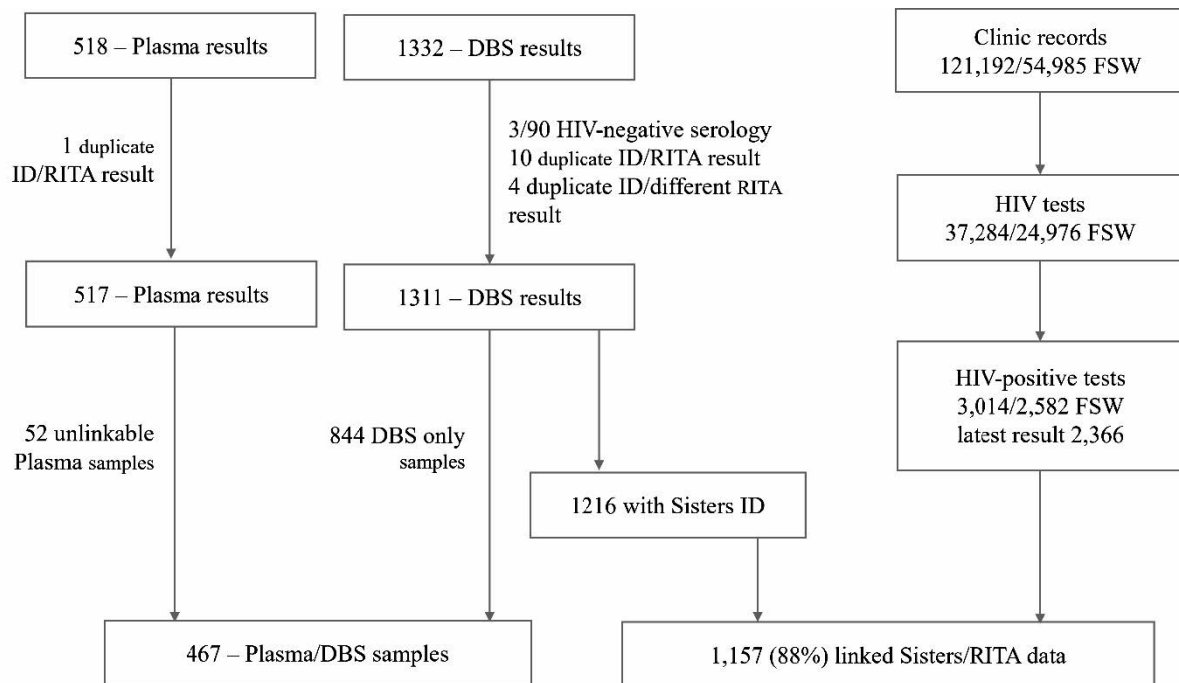 518 – Plasma results
1332 – DBS results
Clinic records
121,192/54,985 FSW
1 duplicate
ID/RITA result
3/90 HIV-negative serology
10 duplicate ID/RITA result
4 duplicate ID/different RITA
result
HIV tests
37,284/24,976 FSW
517 – Plasma results
1311 – DBS results
HIV-positive tests
3,014/2,582 FSW
latest result 2,366
52 unlinkable
Plasma samples
844 DBS only
samples
1216 with Sisters ID
467 – Plasma/DBS samples
1,157 (88%) linked Sisters/RITA data